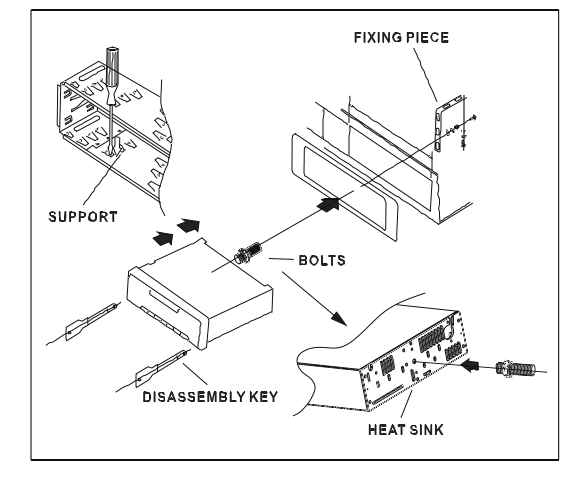 FIXING PIECE
SUPPORT
BOLTS
DISASSEMBLY KEY
HEAT SINK